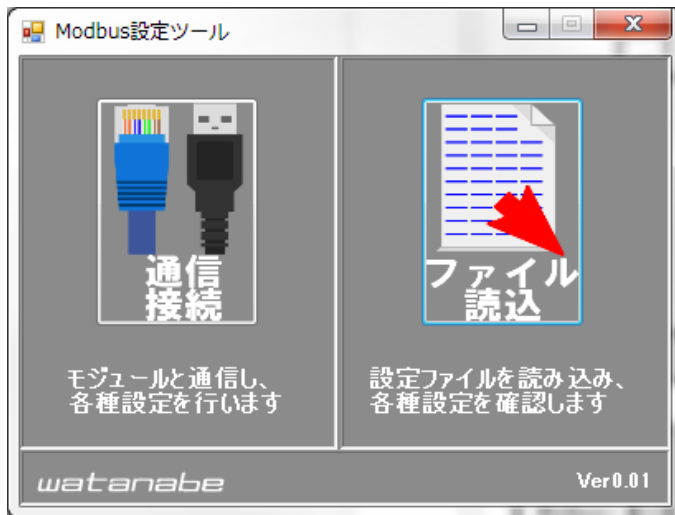 Modbus設定ツール
通信
接続
ファイル
読込
モジュールと通信し、
各種設定を行います
設定ファイルを読み込み、
各種設定を確認します
watanabe
Ver0.01